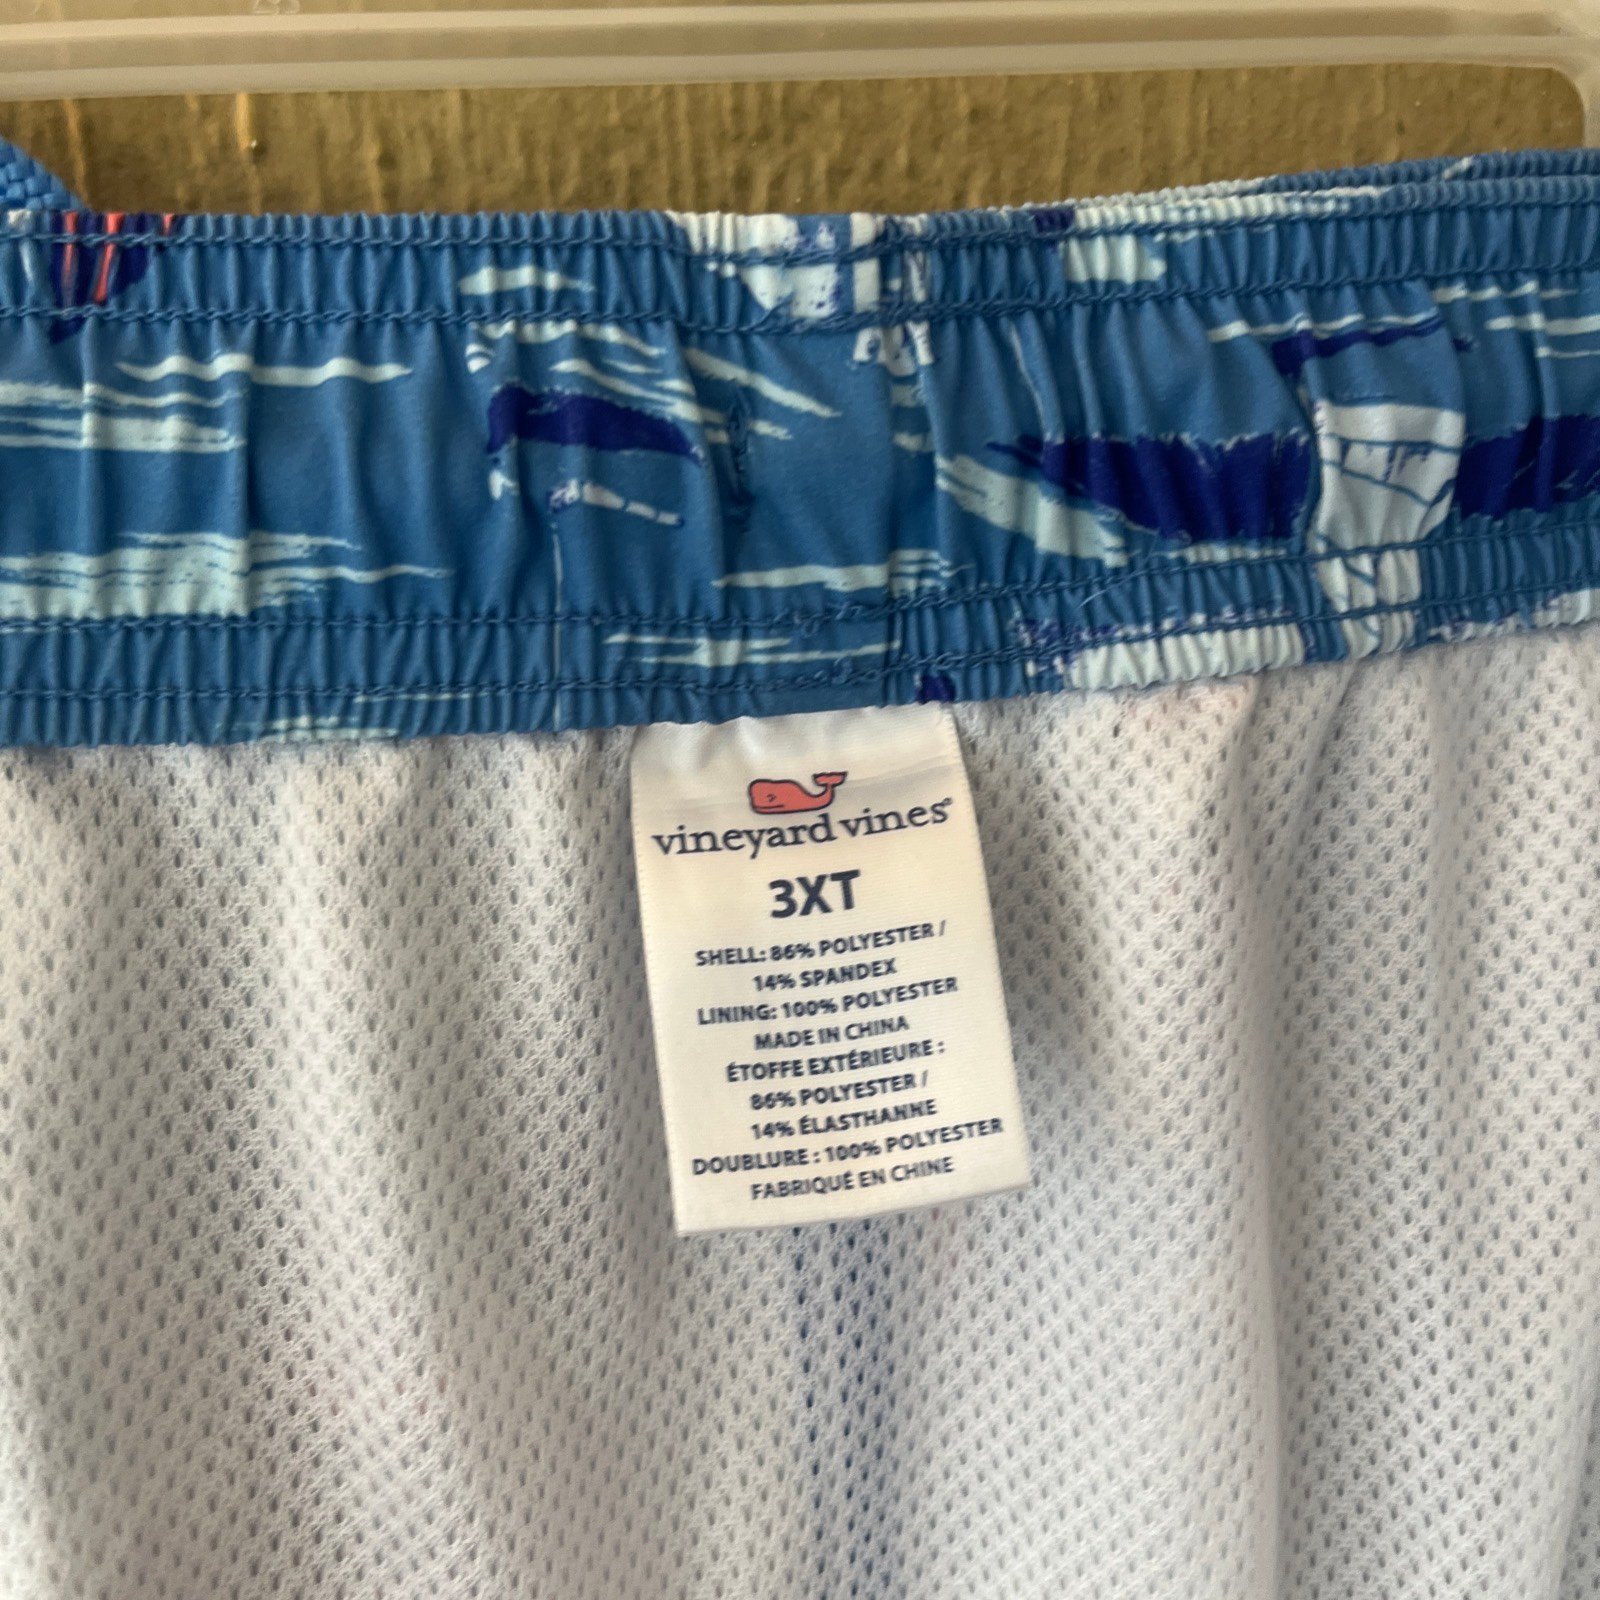 vineyard vines®
3XT
SHELL: 86% POLYESTER /
14% SPANDEX
LINING: 100% POLYESTER
MADE IN CHINA
ÉTOFFE EXTÉRIEURE :
86% POLYESTER /
14% ÉLASTHANNE
DOUBLURE : 100% POLYESTER
FABRIQUÉ EN CHINE